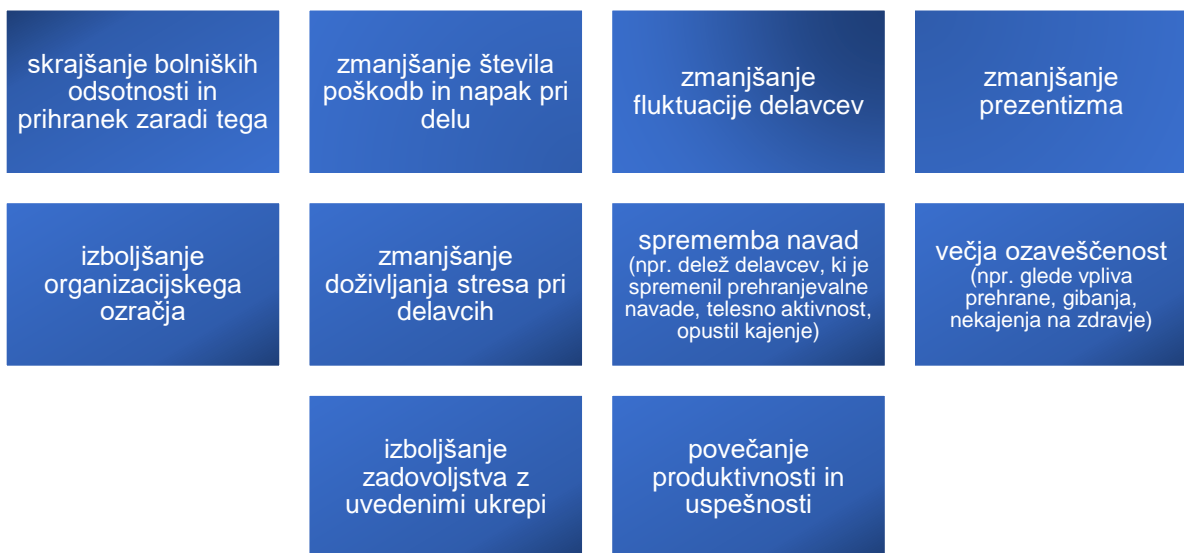 skrajšanje bolniških
odsotnosti in
prihranek zaradi tega
zmanjšanje števila
poškodb in napak pri
delu
zmanjšanje
fluktuacije delavcev
zmanjšanje
prezentizma
izboljšanje
organizacijskega
ozračja
zmanjšanje
doživljanja stresa pri
delavcih
sprememba navad
(npr. delež delavcev, ki je
spremenil prehranjevalne
navade, telesno aktivnost,
opustil kajenje)
večja ozaveščenost
(npr. glede vpliva
prehrane, gibanja,
nekajenja na zdravje)
izboljšanje
zadovoljstva z
uvedenimi ukrepi
povečanje
produktivnosti in
uspešnosti